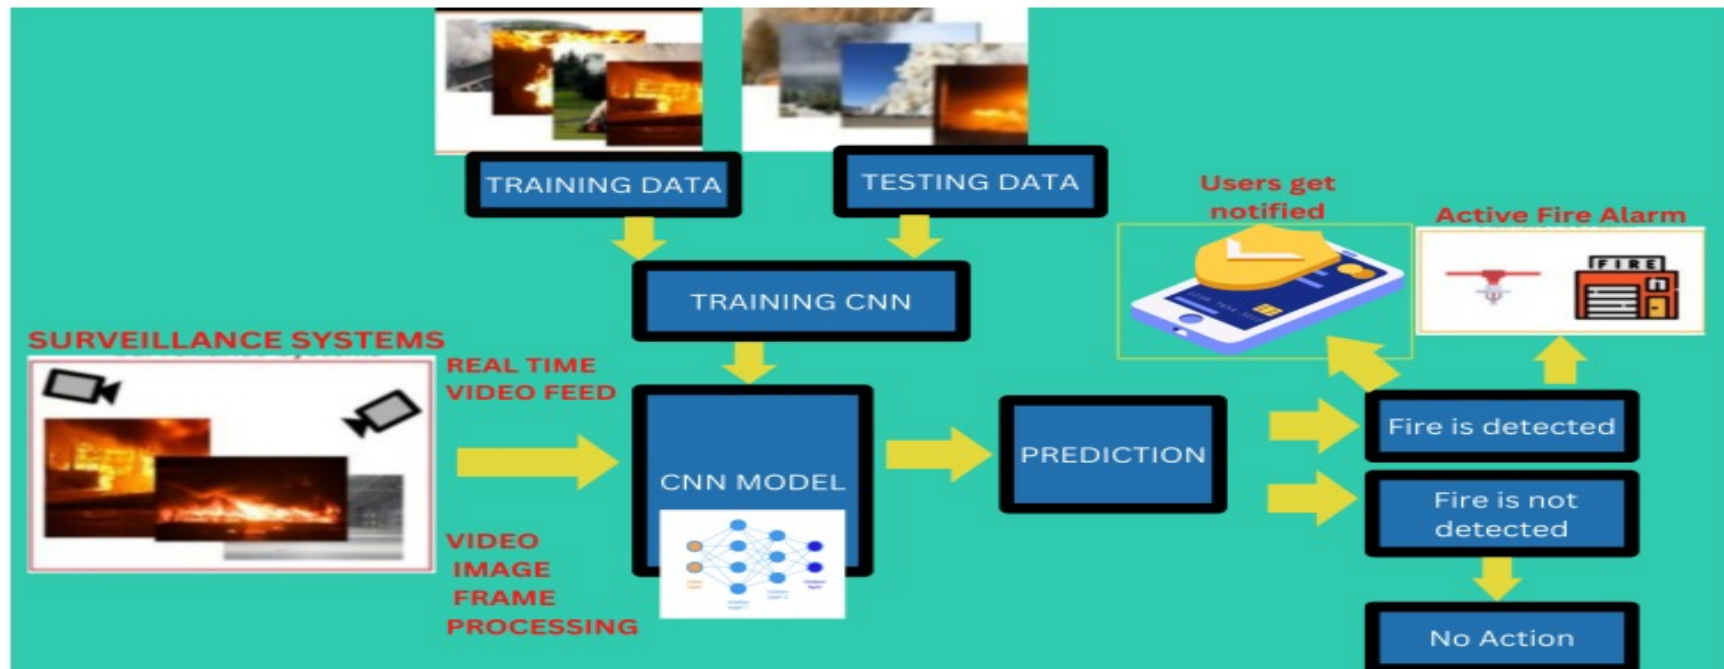 TRAINING DATA
TESTING DATA
Users get
notified
Active Fire Alarm
FIRE
TRAINING CNN
SURVEILLANCE SYSTEMS
REAL TIME
VIDEO FEED
CNN MODEL
PREDICTION
Fire is detected
Fire is not
detected
VIDEO
IMAGE
FRAME
PROCESSING
No Action